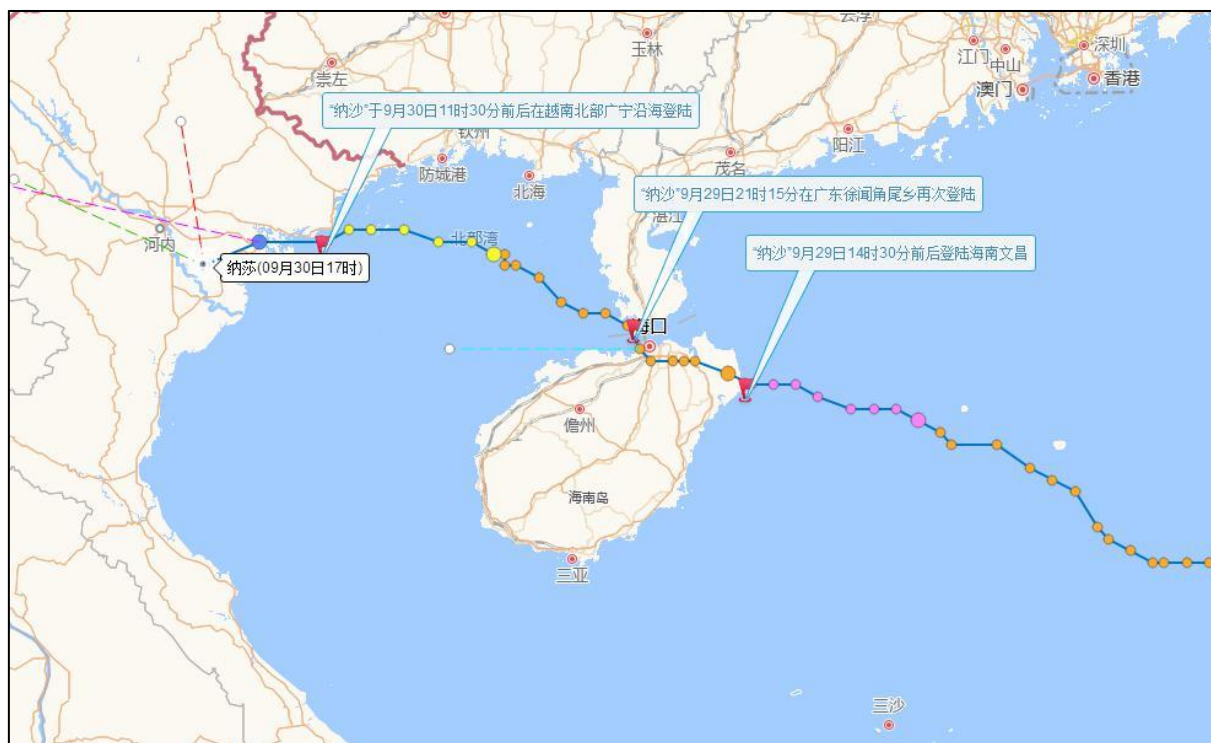 云浮
玉林
深圳
江门
中山
香港
崇左
澳门
“纳沙”于9月30日11时30分前后在越南北部广宁沿海登陆
钦州
阳江
茂名
防城港
北海
“纳沙”9月29日21时15分在广东徐闻角尾乡再次登陆
湛江
河内
北部湾
“纳沙”9月29日14时30分前后登陆海南文昌
纳莎(09月30日17时)
海口
儋州
海南岛
三亚
三沙